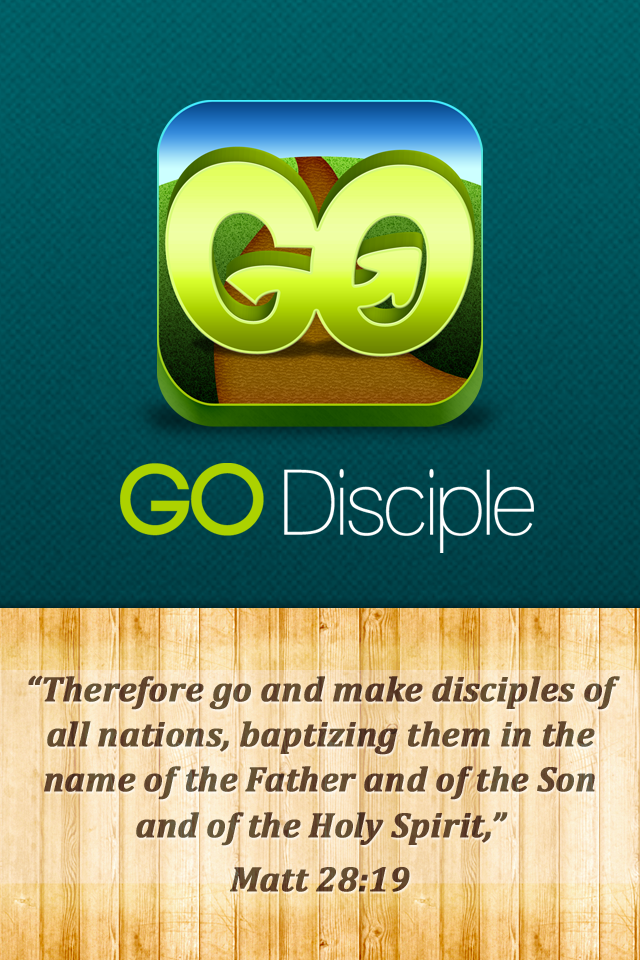 GO
GO Disciple
“Therefore go and make disciples of
all nations, baptizing them in the
name of the Father and of the Son
and of the Holy Spirit,”
Matt 28:19